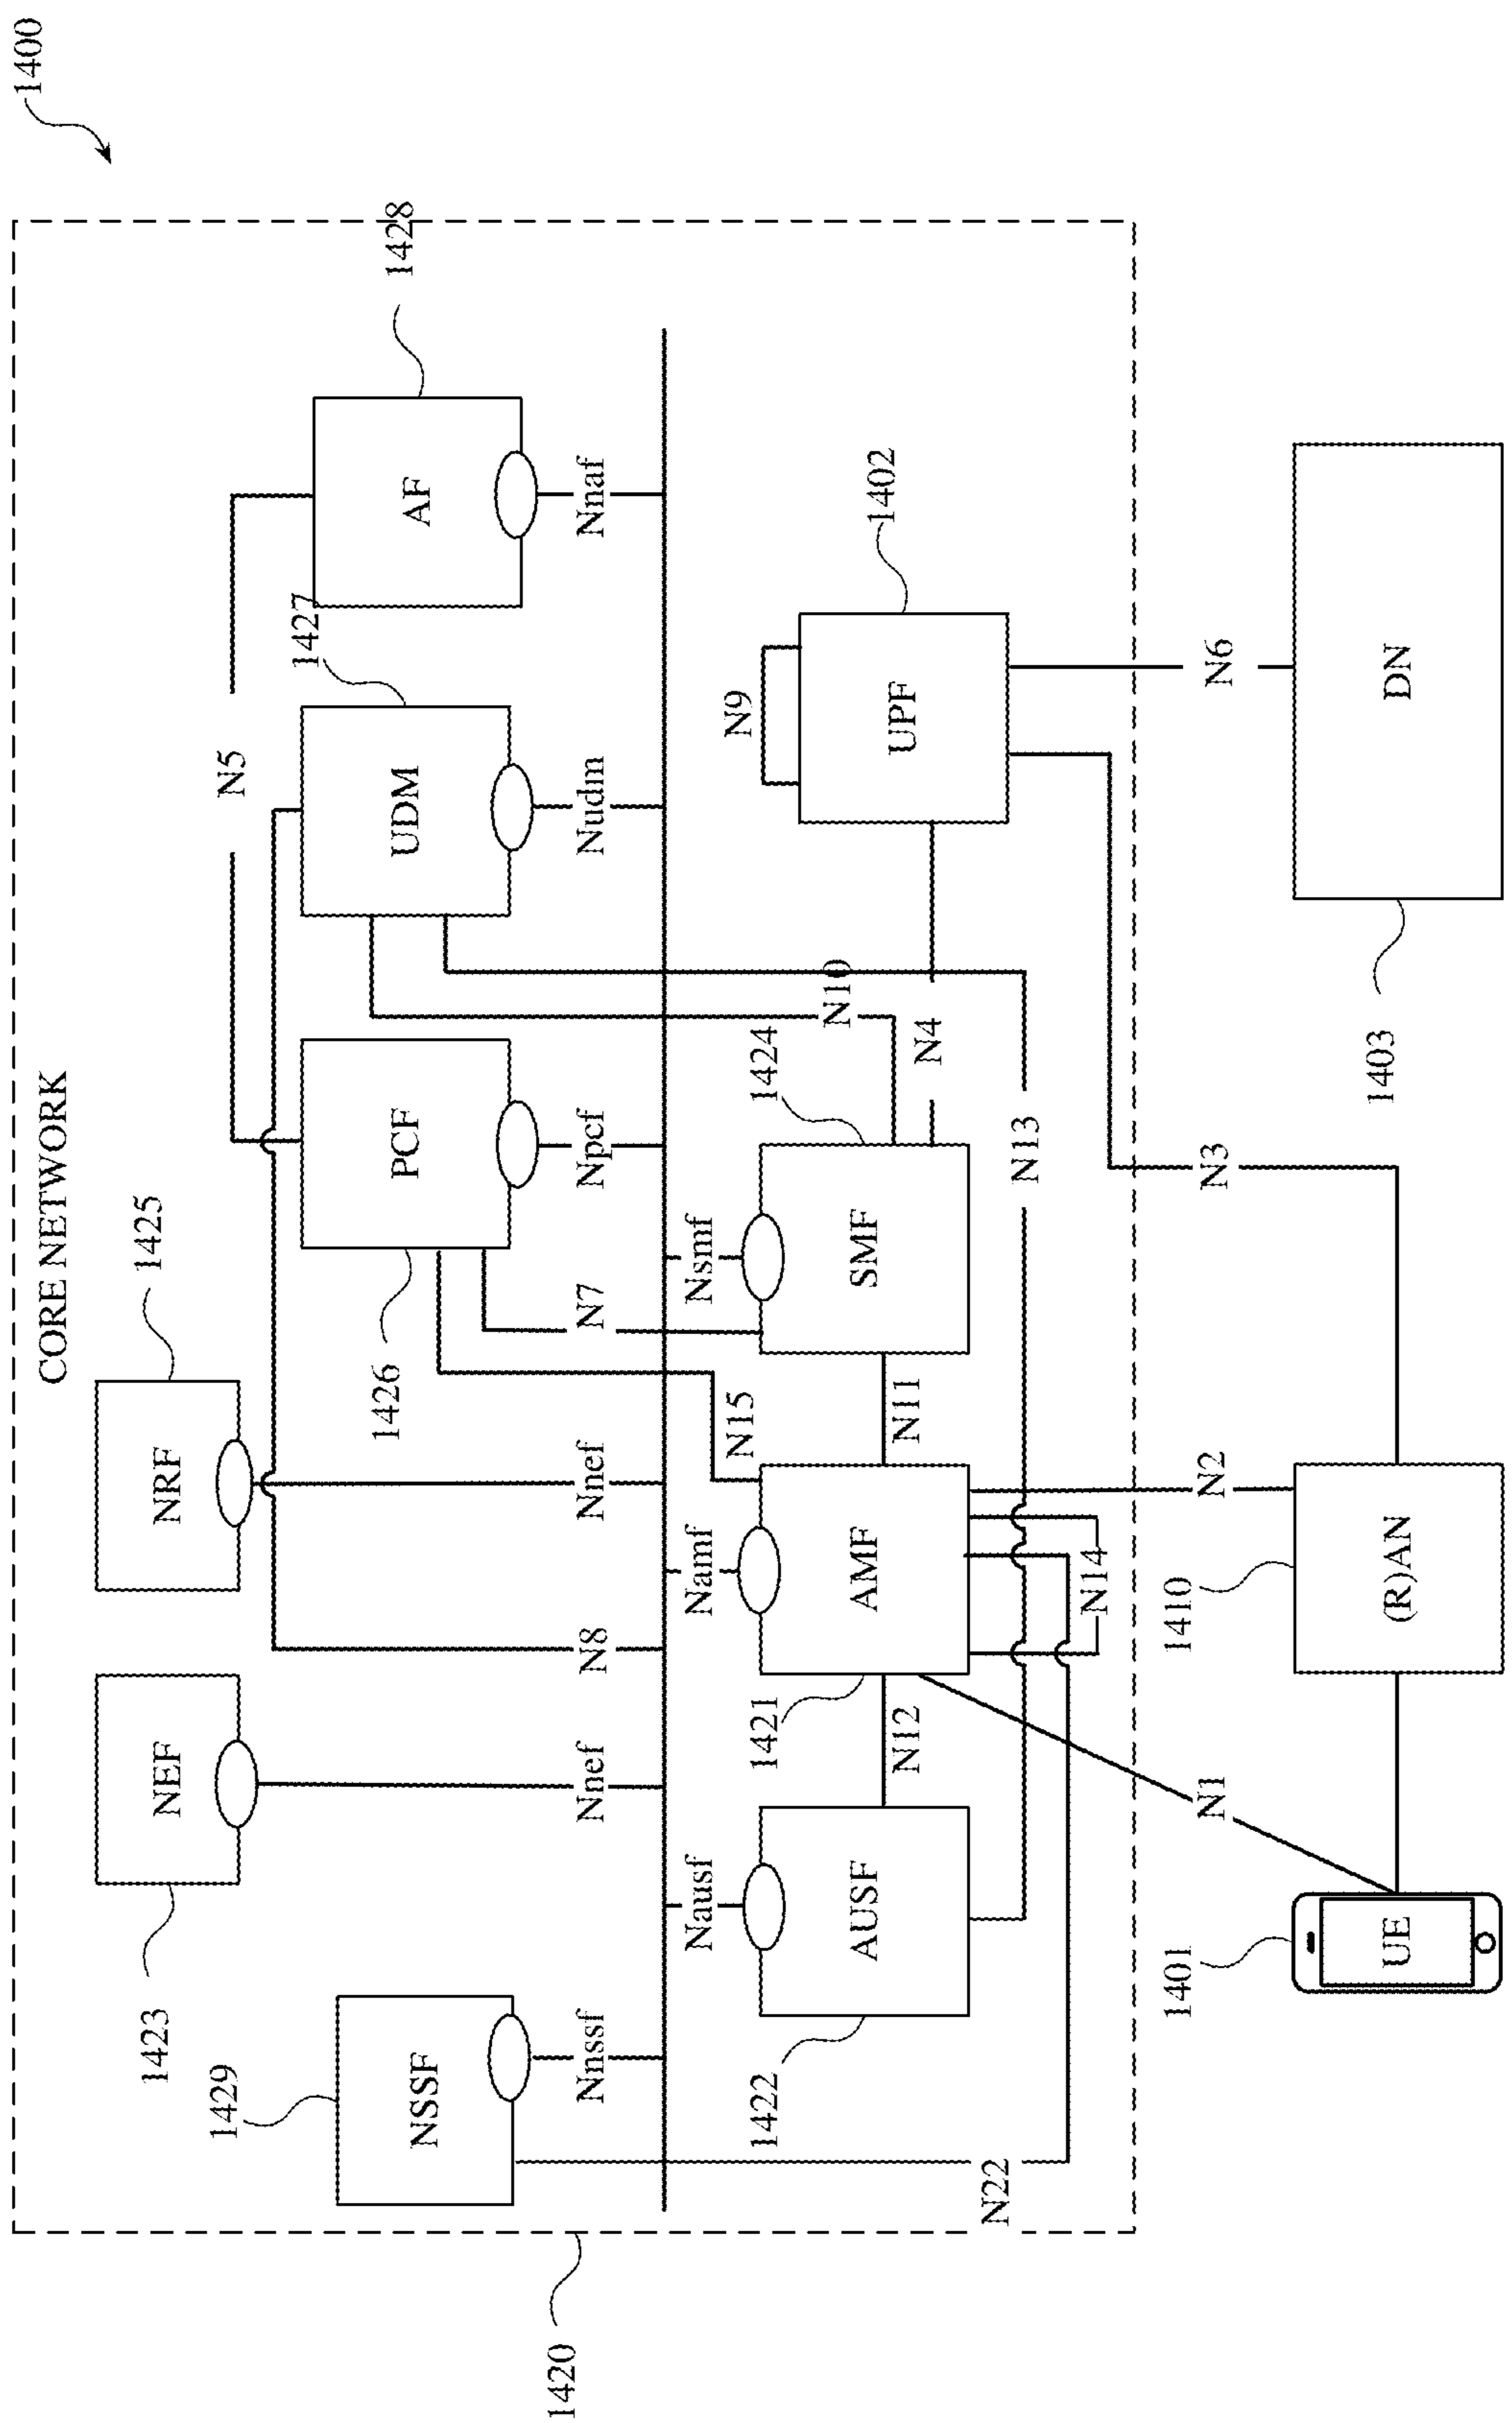 1400
CORE NETWORK
1420
1429
NSSF
Nnssf
1423
NEF
Nnef
N8
1425
NRF
Nnef
1426
PCF
Npcf
N5
1427
UDM
Nudm
1428
AF
Nnaf
Nausf
1422
AUSF
N12
Namf
1421
AMF
N15
N11
N7
Nsmf
1424
SMF
N10
N4
N13
N9
1402
UPF
N14
N22
N1
N2
N3
N6
1401
UE
1410
(R)AN
1403
DN